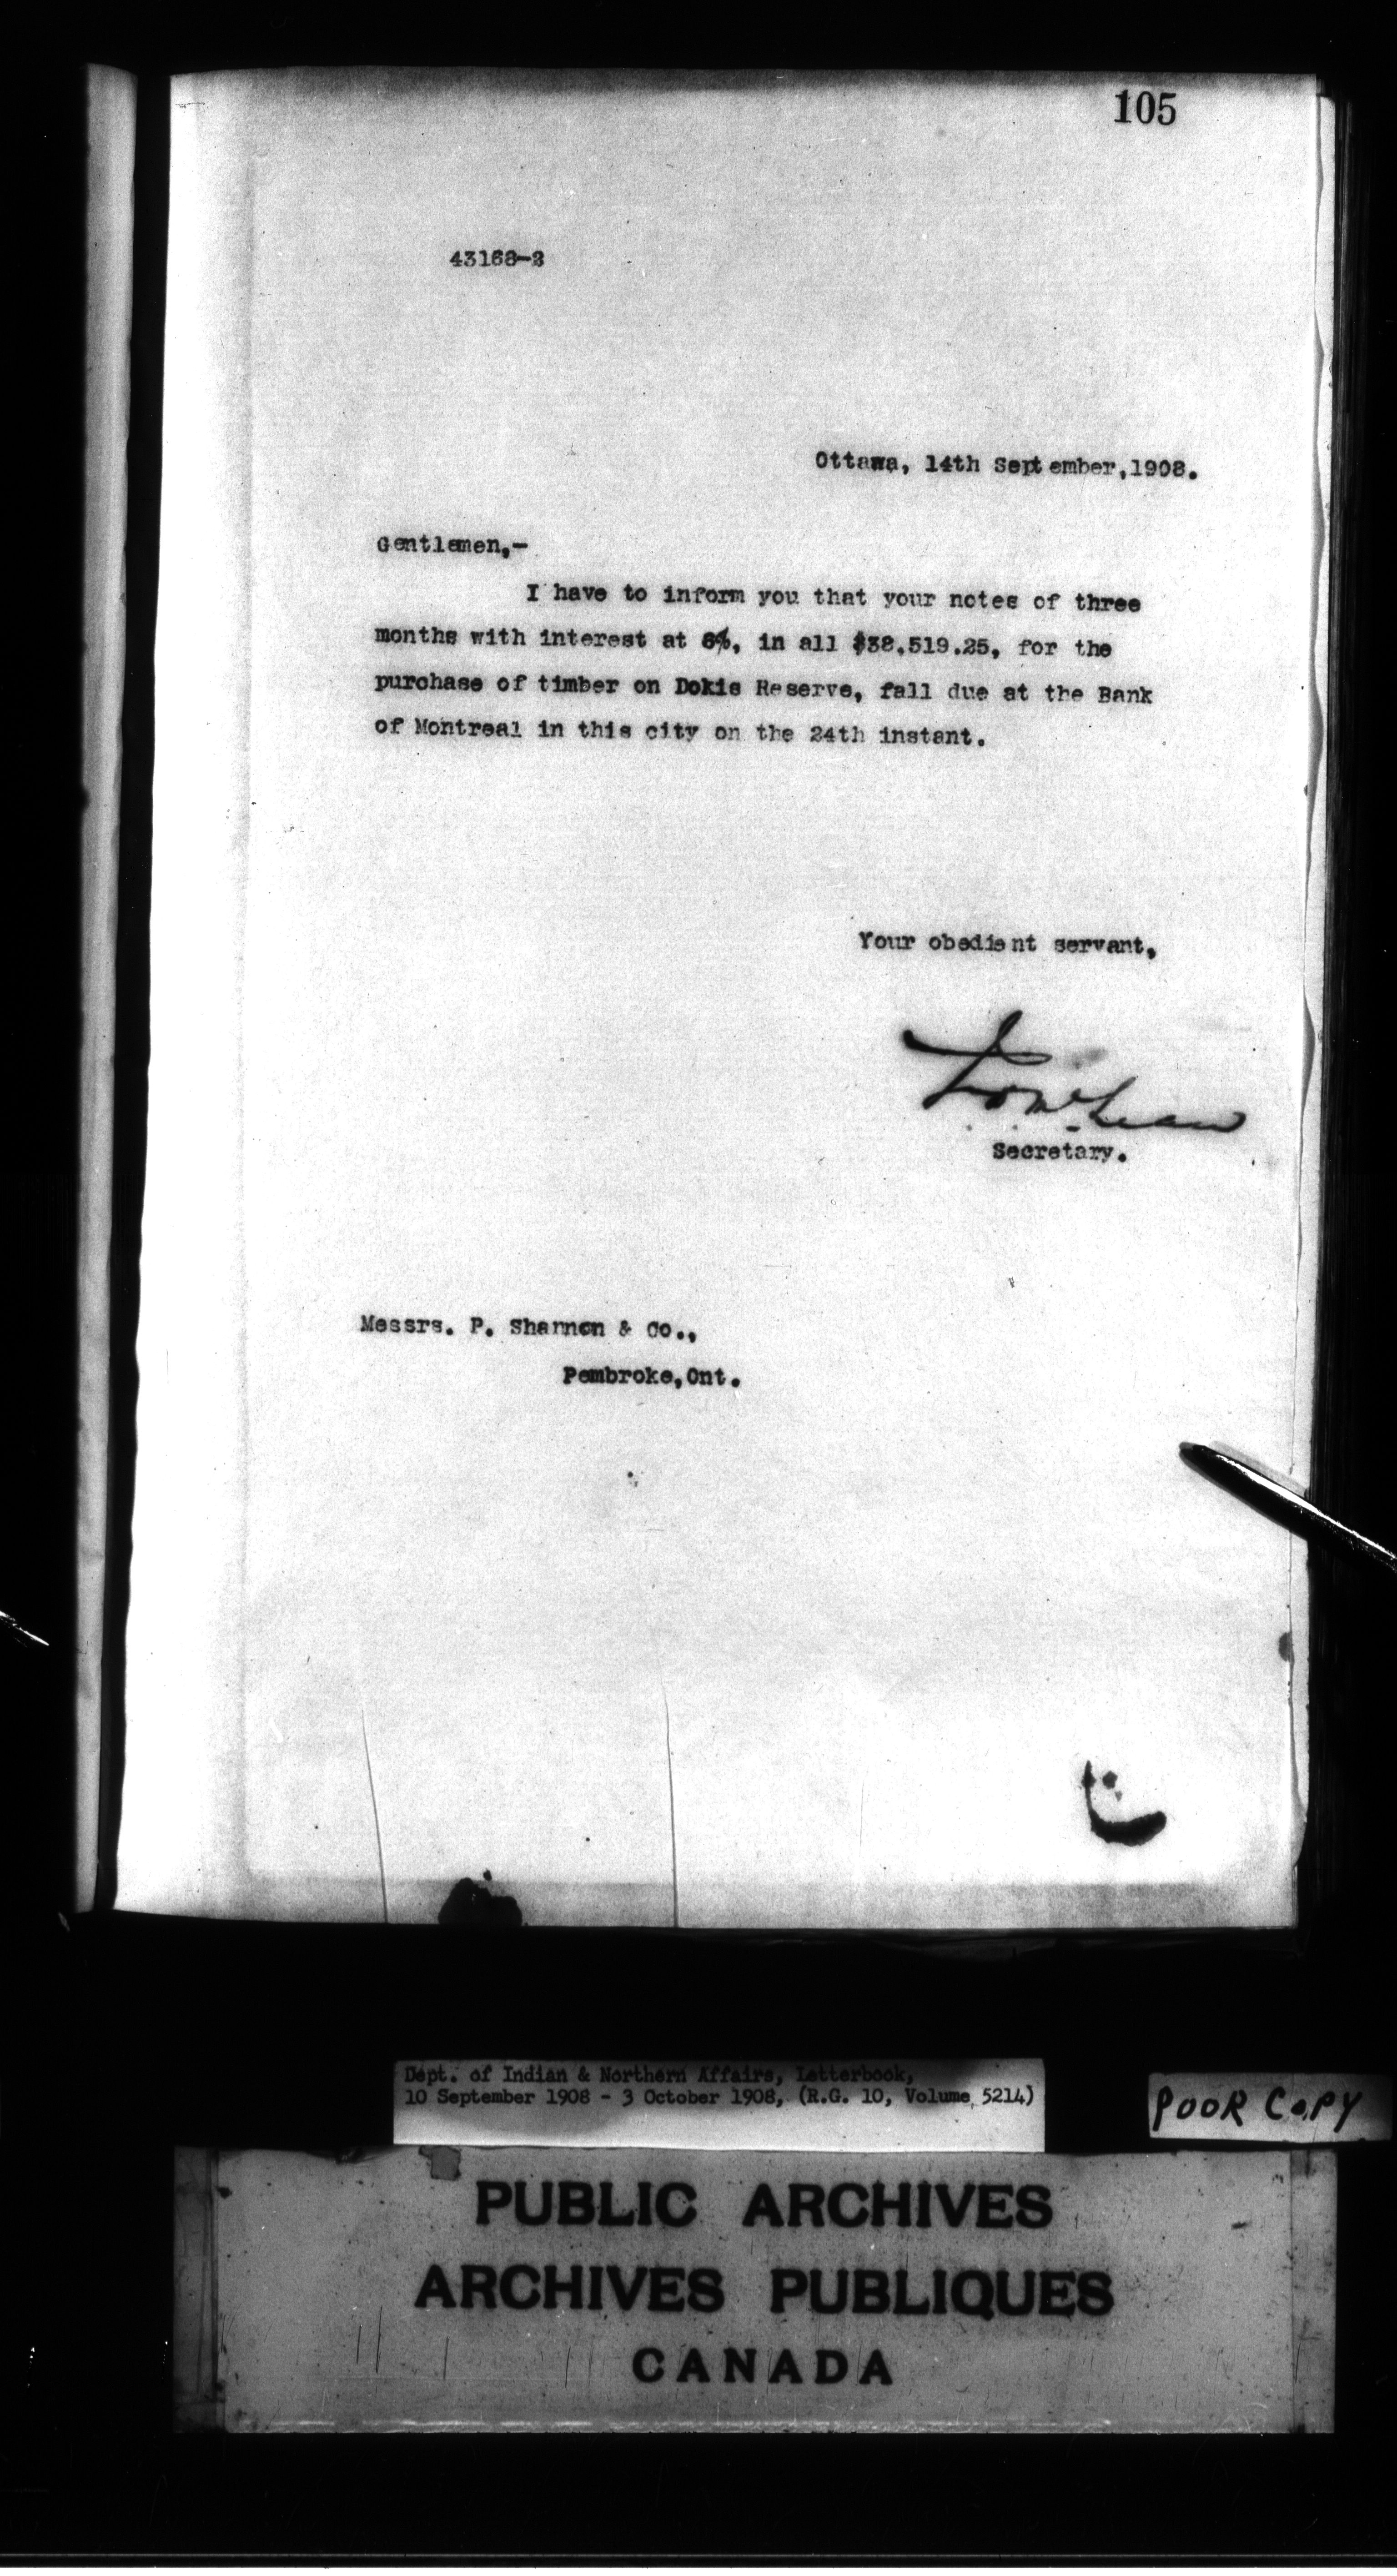 105
43168-2
Ottawa, 14th September, 1908.
Gentlemen,-
I have to inform you that your notes of three
months with interest at 6%, in all $38.519.25, for the
purchase of timber on Dokis Reserve, fall due at the Bank
of Montreal in this city on the 24th instant.
Your obedient servant,
Secretary.
Messrs. P. Shannon & Co.,
Pembroke, Ont.
Dept. of Indian & Northern Affairs, Letterbook,
10 September 1908 - 3 October 1908, (R.G. 10, Volume 5214)
POOR COPY
PUBLIC ARCHIVES
ARCHIVES PUBLIQUES
CANADA